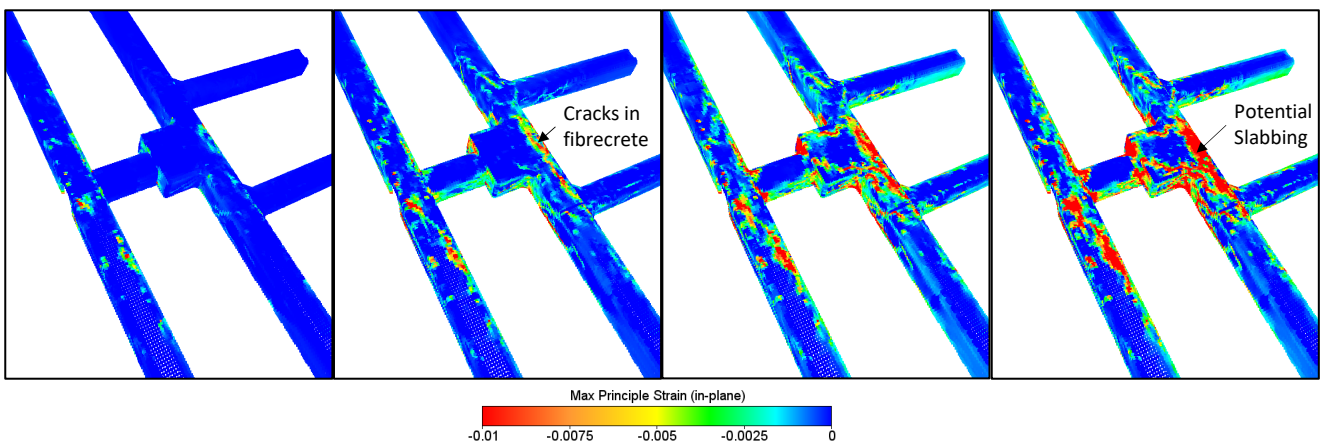 Cracks in
fibrecrete
Potential
Slabbing
Max Principle Strain (in-plane)
-0.01 -0.0075 -0.005 -0.0025 0